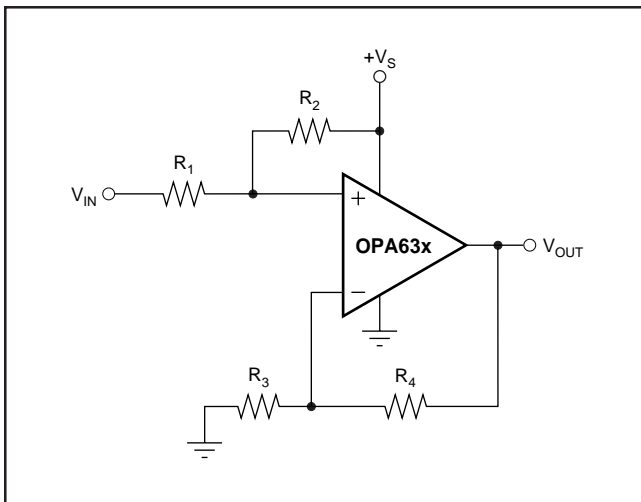 +V_S
R_2
R_1
V_IN
+
OPA63x
V_OUT
−
R_3
R_4